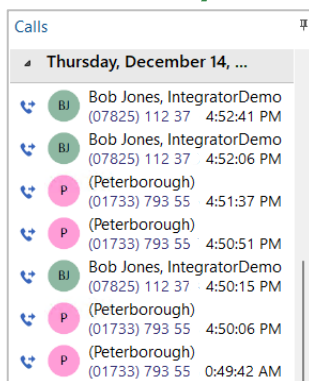 Calls
Thursday, December 14, ...
BJ Bob Jones, IntegratorDemo
(07825) 112 37 4:52:41 PM
BJ Bob Jones, IntegratorDemo
(07825) 112 37 4:52:06 PM
P (Peterborough)
(01733) 793 55 4:51:37 PM
P (Peterborough)
(01733) 793 55 4:50:51 PM
BJ Bob Jones, IntegratorDemo
(07825) 112 37 4:50:15 PM
P (Peterborough)
(01733) 793 55 4:50:06 PM
P (Peterborough)
(01733) 793 55 0:49:42 AM